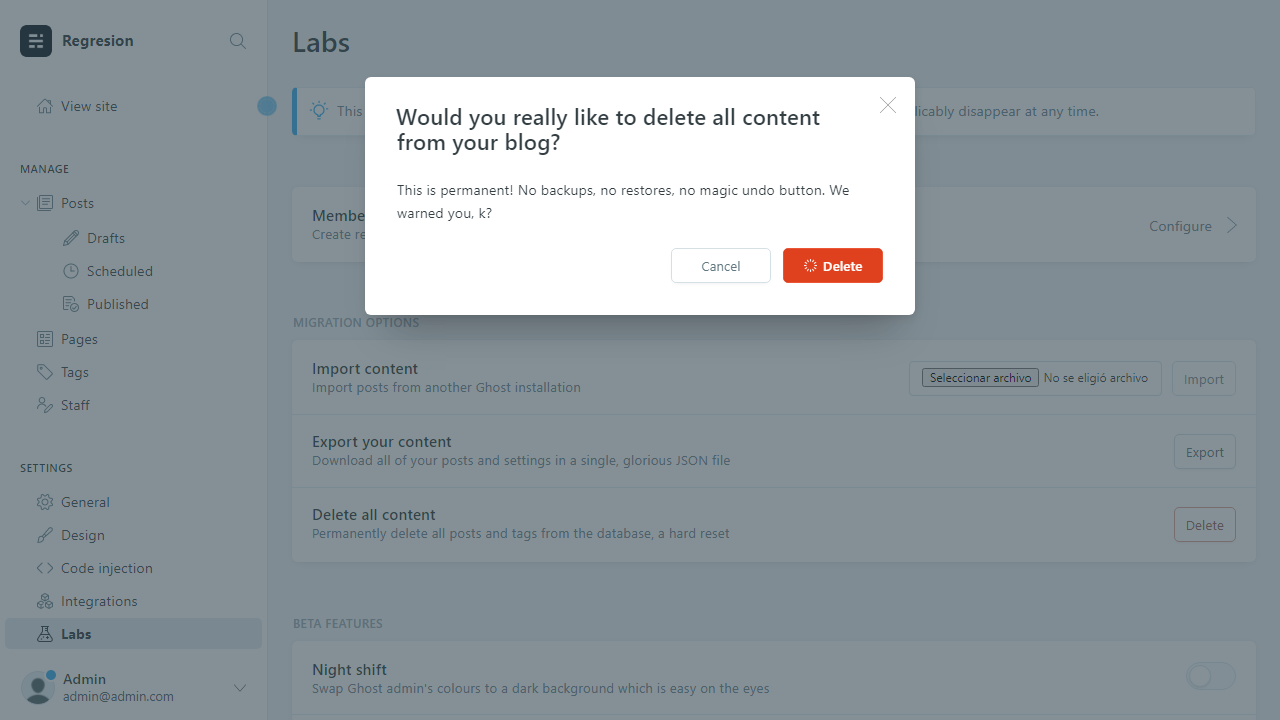 Regresion
View site
MANAGE
Posts
Drafts
Scheduled
Published
Pages
Tags
Staff
SETTINGS
General
Design
Code injection
Integrations
Labs
Admin
admin@admin.com
Labs
This
licably disappear at any time.
Would you really like to delete all content
from your blog?
This is permanent! No backups, no restores, no magic undo button. We
warned you, k?
Cancel
Delete
Membe
Create re
Configure
MIGRATION OPTIONS
Import content
Import posts from another Ghost installation
Seleccionar archivo No se eligió archivo
Import
Export your content
Download all of your posts and settings in a single, glorious JSON file
Export
Delete all content
Permanently delete all posts and tags from the database, a hard reset
Delete
BETA FEATURES
Night shift
Swap Ghost admin's colours to a dark background which is easy on the eyes